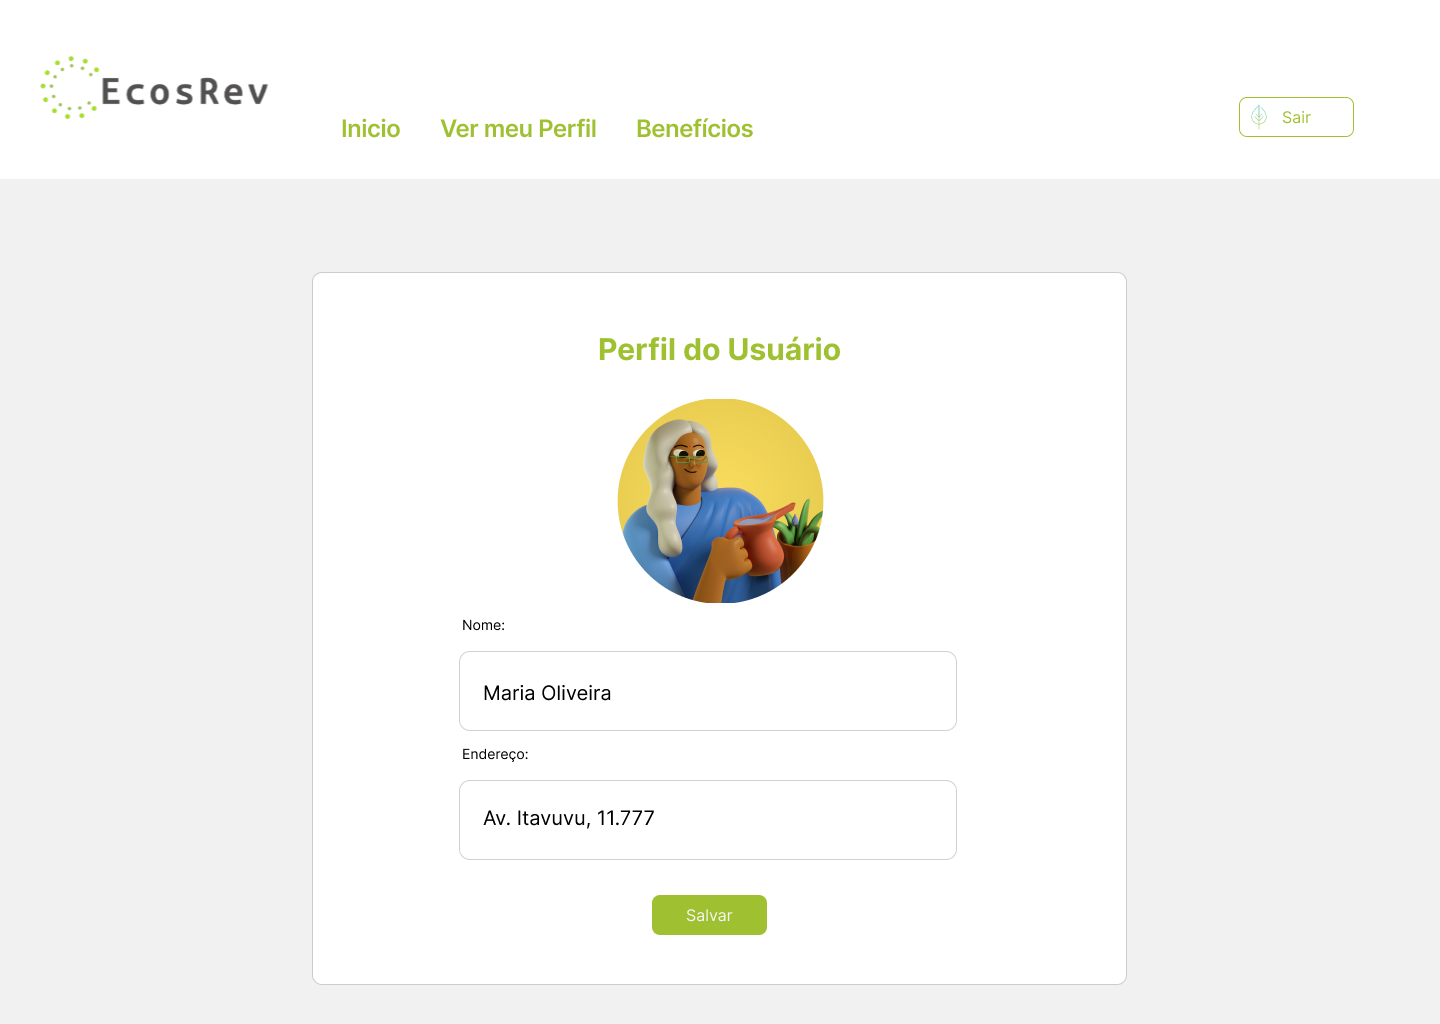 EcosRev
Inicio Ver meu Perfil Benefícios
Sair
Perfil do Usuário
Nome:
Maria Oliveira
Endereço:
Av. Itavuvu, 11.777
Salvar